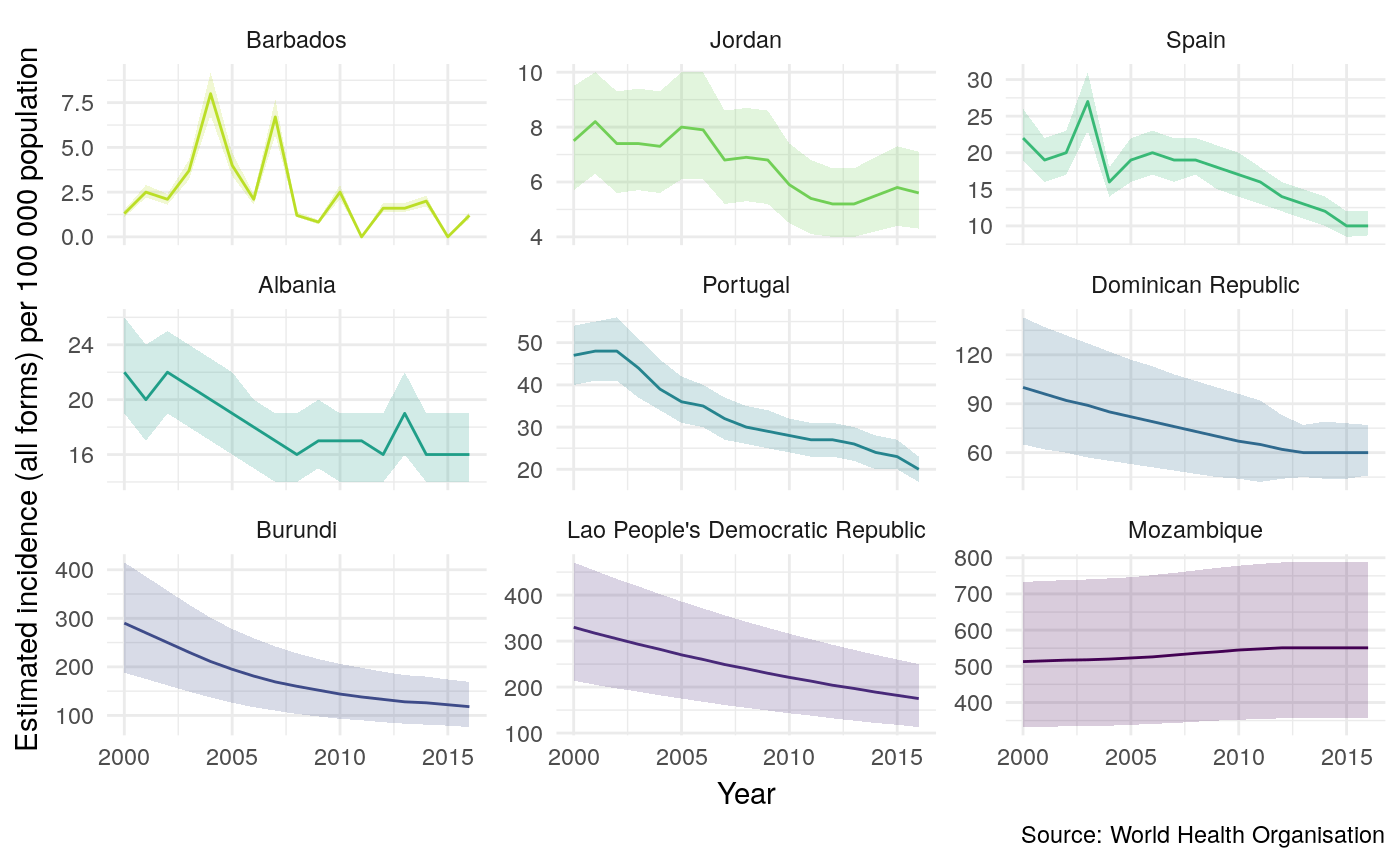 Estimated incidence (all forms) per 100 000 population
Barbados
7.5
5.0
2.5
0.0
Jordan
10
8
6
4
Spain
30
25
20
15
10
Albania
24
20
16
Portugal
50
40
30
20
Dominican Republic
120
90
60
Burundi
400
300
200
100
2000 2005 2010 2015
Lao People's Democratic Republic
400
300
200
100
2000 2005 2010 2015
Mozambique
800
700
600
500
400
2000 2005 2010 2015
Year
Source: World Health Organisation